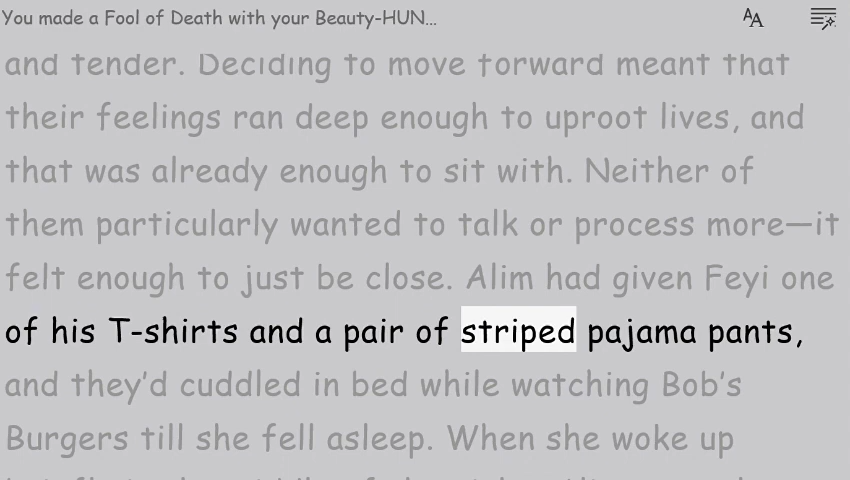 You made a Fool of Death with your Beauty-HUN...
AA
and tender. Deciding to move forward meant that
their feelings ran deep enough to uproot lives, and
that was already enough to sit with. Neither of
them particularly wanted to talk or process more—it
felt enough to just be close. Alim had given Feyi one
of his T-shirts and a pair of striped pajama pants,
and they’d cuddled in bed while watching Bob’s
Burgers till she fell asleep. When she woke up